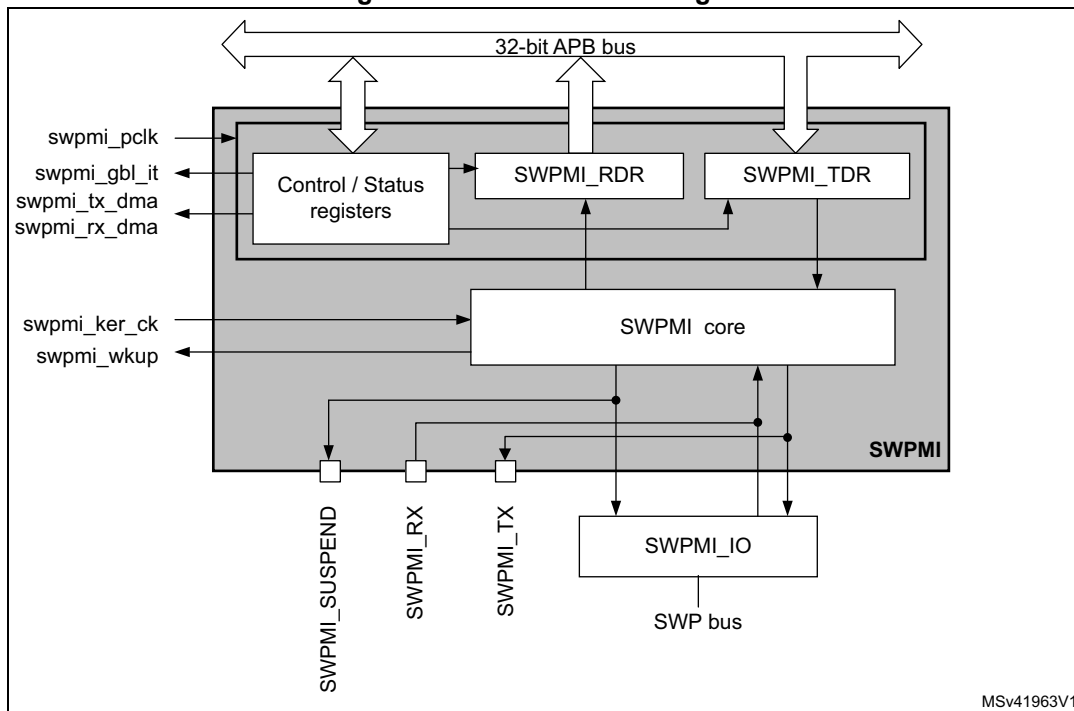 32-bit APB bus
swpmi_pclk
swpmi_gbl_it
swpmi_tx_dma
swpmi_rx_dma
Control / Status
registers
SWPMI_RDR
SWPMI_TDR
swpmi_ker_ck
swpmi_wkup
SWPMI core
SWPMI
SWPMI_SUSPEND
SWPMI_RX
SWPMI_TX
SWPMI_IO
SWP bus
MSv41963V1